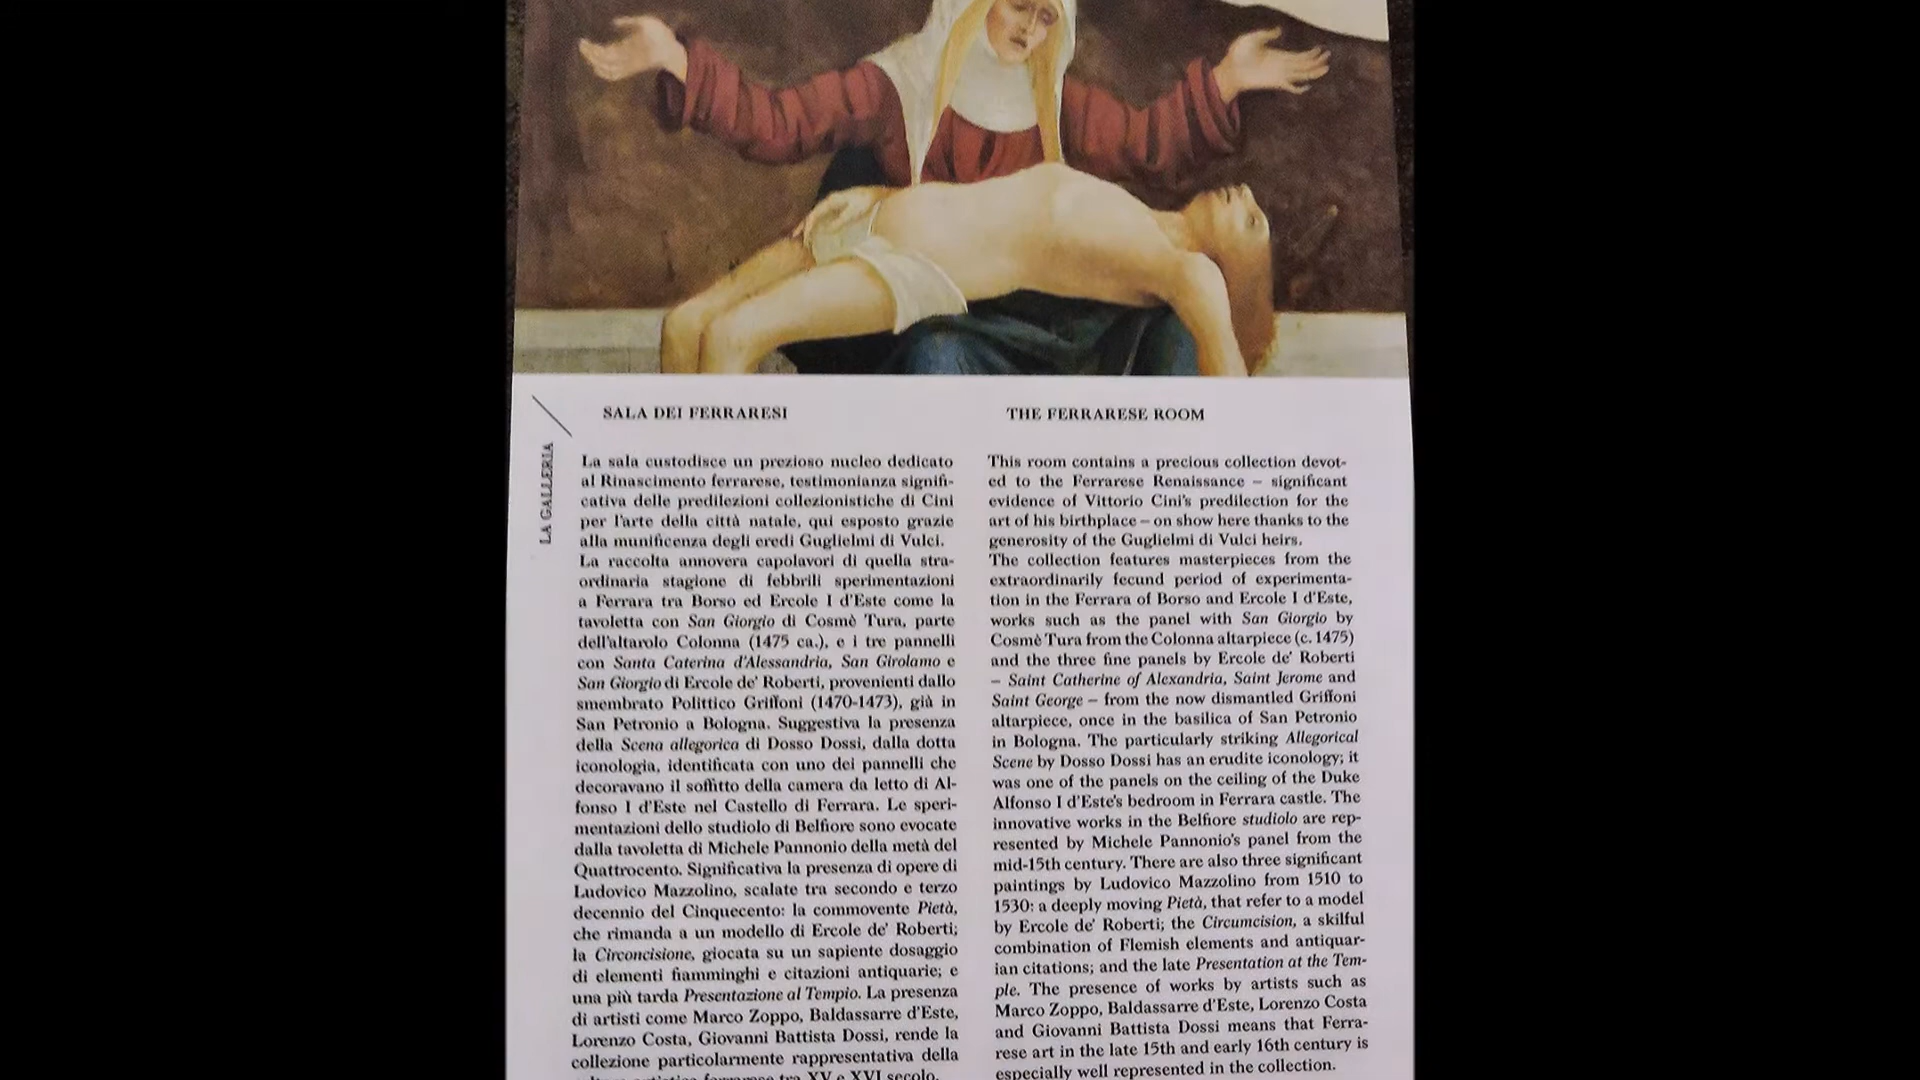 LA GALLERIA
SALA DEI FERRARESI
La sala custodisce un prezioso nucleo dedicato
al Rinascimento ferrarese, testimonianza signifi-
cativa delle predilezioni collezionistiche di Cini
per l'arte della città natale, qui esposto grazie
alla munificenza degli eredi Guglielmi di Vulci.
La raccolta annovera capolavori di quella stra-
ordinaria stagione di febbrili sperimentazioni
a Ferrara tra Borso ed Ercole I d'Este come la
tavoletta con San Giorgio di Cosmè Tura, parte
dell'altarolo Colonna (1475 ca.), e i tre pannelli
con Santa Caterina d'Alessandria, San Girolamo e
San Giorgio di Ercole de' Roberti, provenienti dallo
smembrato Polittico Griffoni (1470-1473), già in
San Petronio a Bologna. Suggestiva la presenza
della Scena allegorica di Dosso Dossi, dalla dotta
iconologia, identificata con uno dei pannelli che
decoravano il soffitto della camera da letto di Al-
fonso I d'Este nel Castello di Ferrara. Le speri-
mentazioni dello studiolo di Belfiore sono evocate
dalla tavoletta di Michele Pannonio della metà del
Quattrocento. Significativa la presenza di opere di
Ludovico Mazzolino, scalate tra secondo e terzo
decennio del Cinquecento: la commovente Pietà,
che rimanda a un modello di Ercole de' Roberti;
la Circoncisione, giocata su un sapiente dosaggio
di elementi fiamminghi e citazioni antiquarie; e
una più tarda Presentazione al Tempio. La presenza
di artisti come Marco Zoppo, Baldassarre d'Este,
Lorenzo Costa, Giovanni Battista Dossi, rende la
collezione particolarmente rappresentativa della
cultura artistica ferrarese tra XV e XVI secolo.
THE FERRARESE ROOM
This room contains a precious collection devot-
ed to the Ferrarese Renaissance – significant
evidence of Vittorio Cini's predilection for the
art of his birthplace – on show here thanks to the
generosity of the Guglielmi di Vulci heirs.
The collection features masterpieces from the
extraordinarily fecund period of experimenta-
tion in the Ferrara of Borso and Ercole I d'Este,
works such as the panel with San Giorgio by
Cosmè Tura from the Colonna altarpiece (c. 1475)
and the three fine panels by Ercole de' Roberti
– Saint Catherine of Alexandria, Saint Jerome and
Saint George – from the now dismantled Griffoni
altarpiece, once in the basilica of San Petronio
in Bologna. The particularly striking Allegorical
Scene by Dosso Dossi has an erudite iconology; it
was one of the panels on the ceiling of the Duke
Alfonso I d'Este's bedroom in Ferrara castle. The
innovative works in the Belfiore studiolo are rep-
resented by Michele Pannonio's panel from the
mid-15th century. There are also three significant
paintings by Ludovico Mazzolino from 1510 to
1530: a deeply moving Pietà, that refer to a model
by Ercole de' Roberti; the Circumcision, a skilful
combination of Flemish elements and antiquar-
ian citations; and the late Presentation at the Tem-
ple. The presence of works by artists such as
Marco Zoppo, Baldassarre d'Este, Lorenzo Costa
and Giovanni Battista Dossi means that Ferra-
rese art in the late 15th and early 16th century is
especially well represented in the collection.